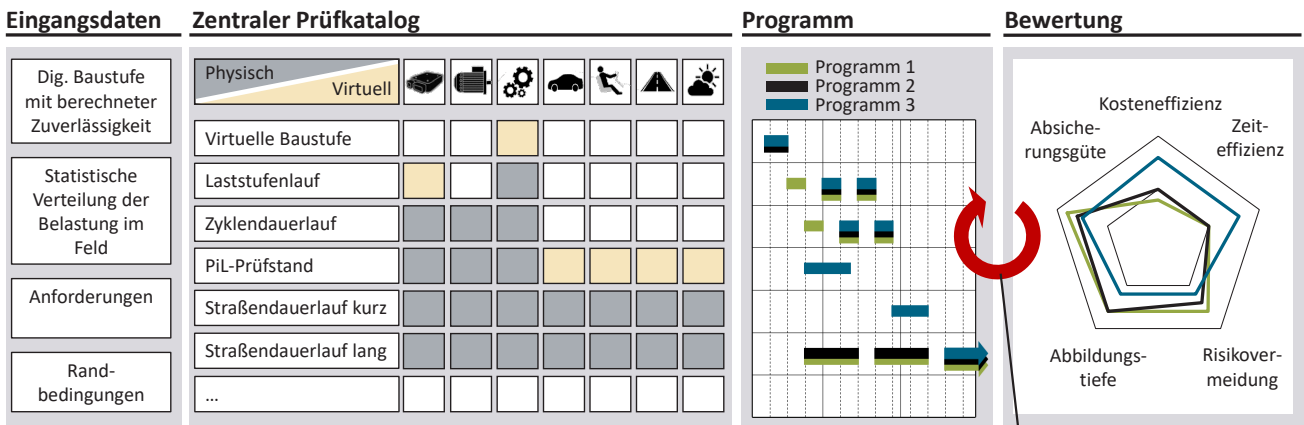 Eingangsdaten
Zentraler Prüfkatalog
Programm
Bewertung
Dig. Baustufe
mit berechneter
Zuverlässigkeit
Statistische
Verteilung der
Belastung im
Feld
Anforderungen
Rand-
bedingungen
Physisch
Virtuell
Virtuelle Baustufe
Laststufenlauf
Zyklendauerlauf
PiL-Prüfstand
Straßendauerlauf kurz
Straßendauerlauf lang
...
Programm 1
Programm 2
Programm 3
Kosteneffizienz
Absiche-
rungsgüte
Zeit-
effizienz
Abbildungs-
tiefe
Risikover-
meidung